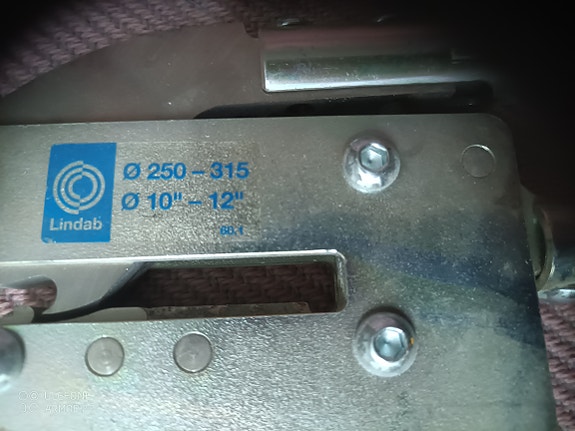 Ø 250 – 315
Ø 10" – 12"
Lindab